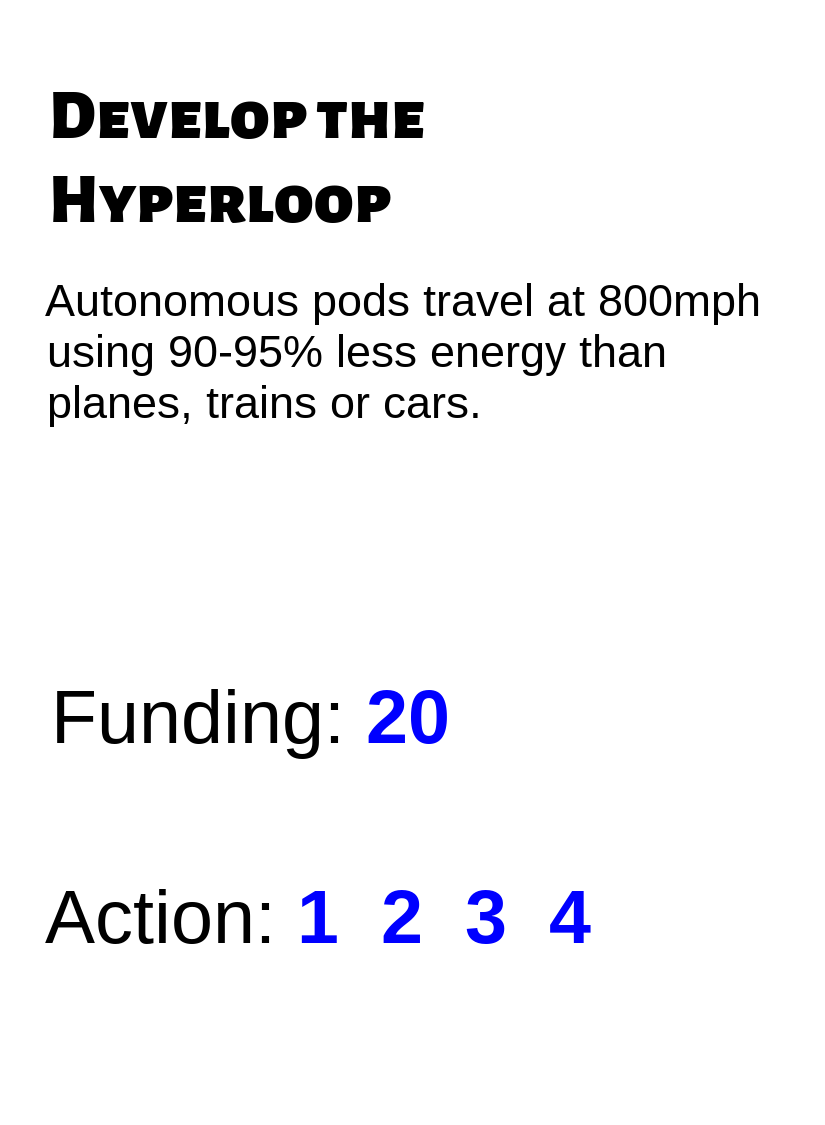 Develop the
Hyperloop
Autonomous pods travel at 800mph
using 90-95% less energy than
planes, trains or cars.
Funding: 20
Action: 1 2 3 4